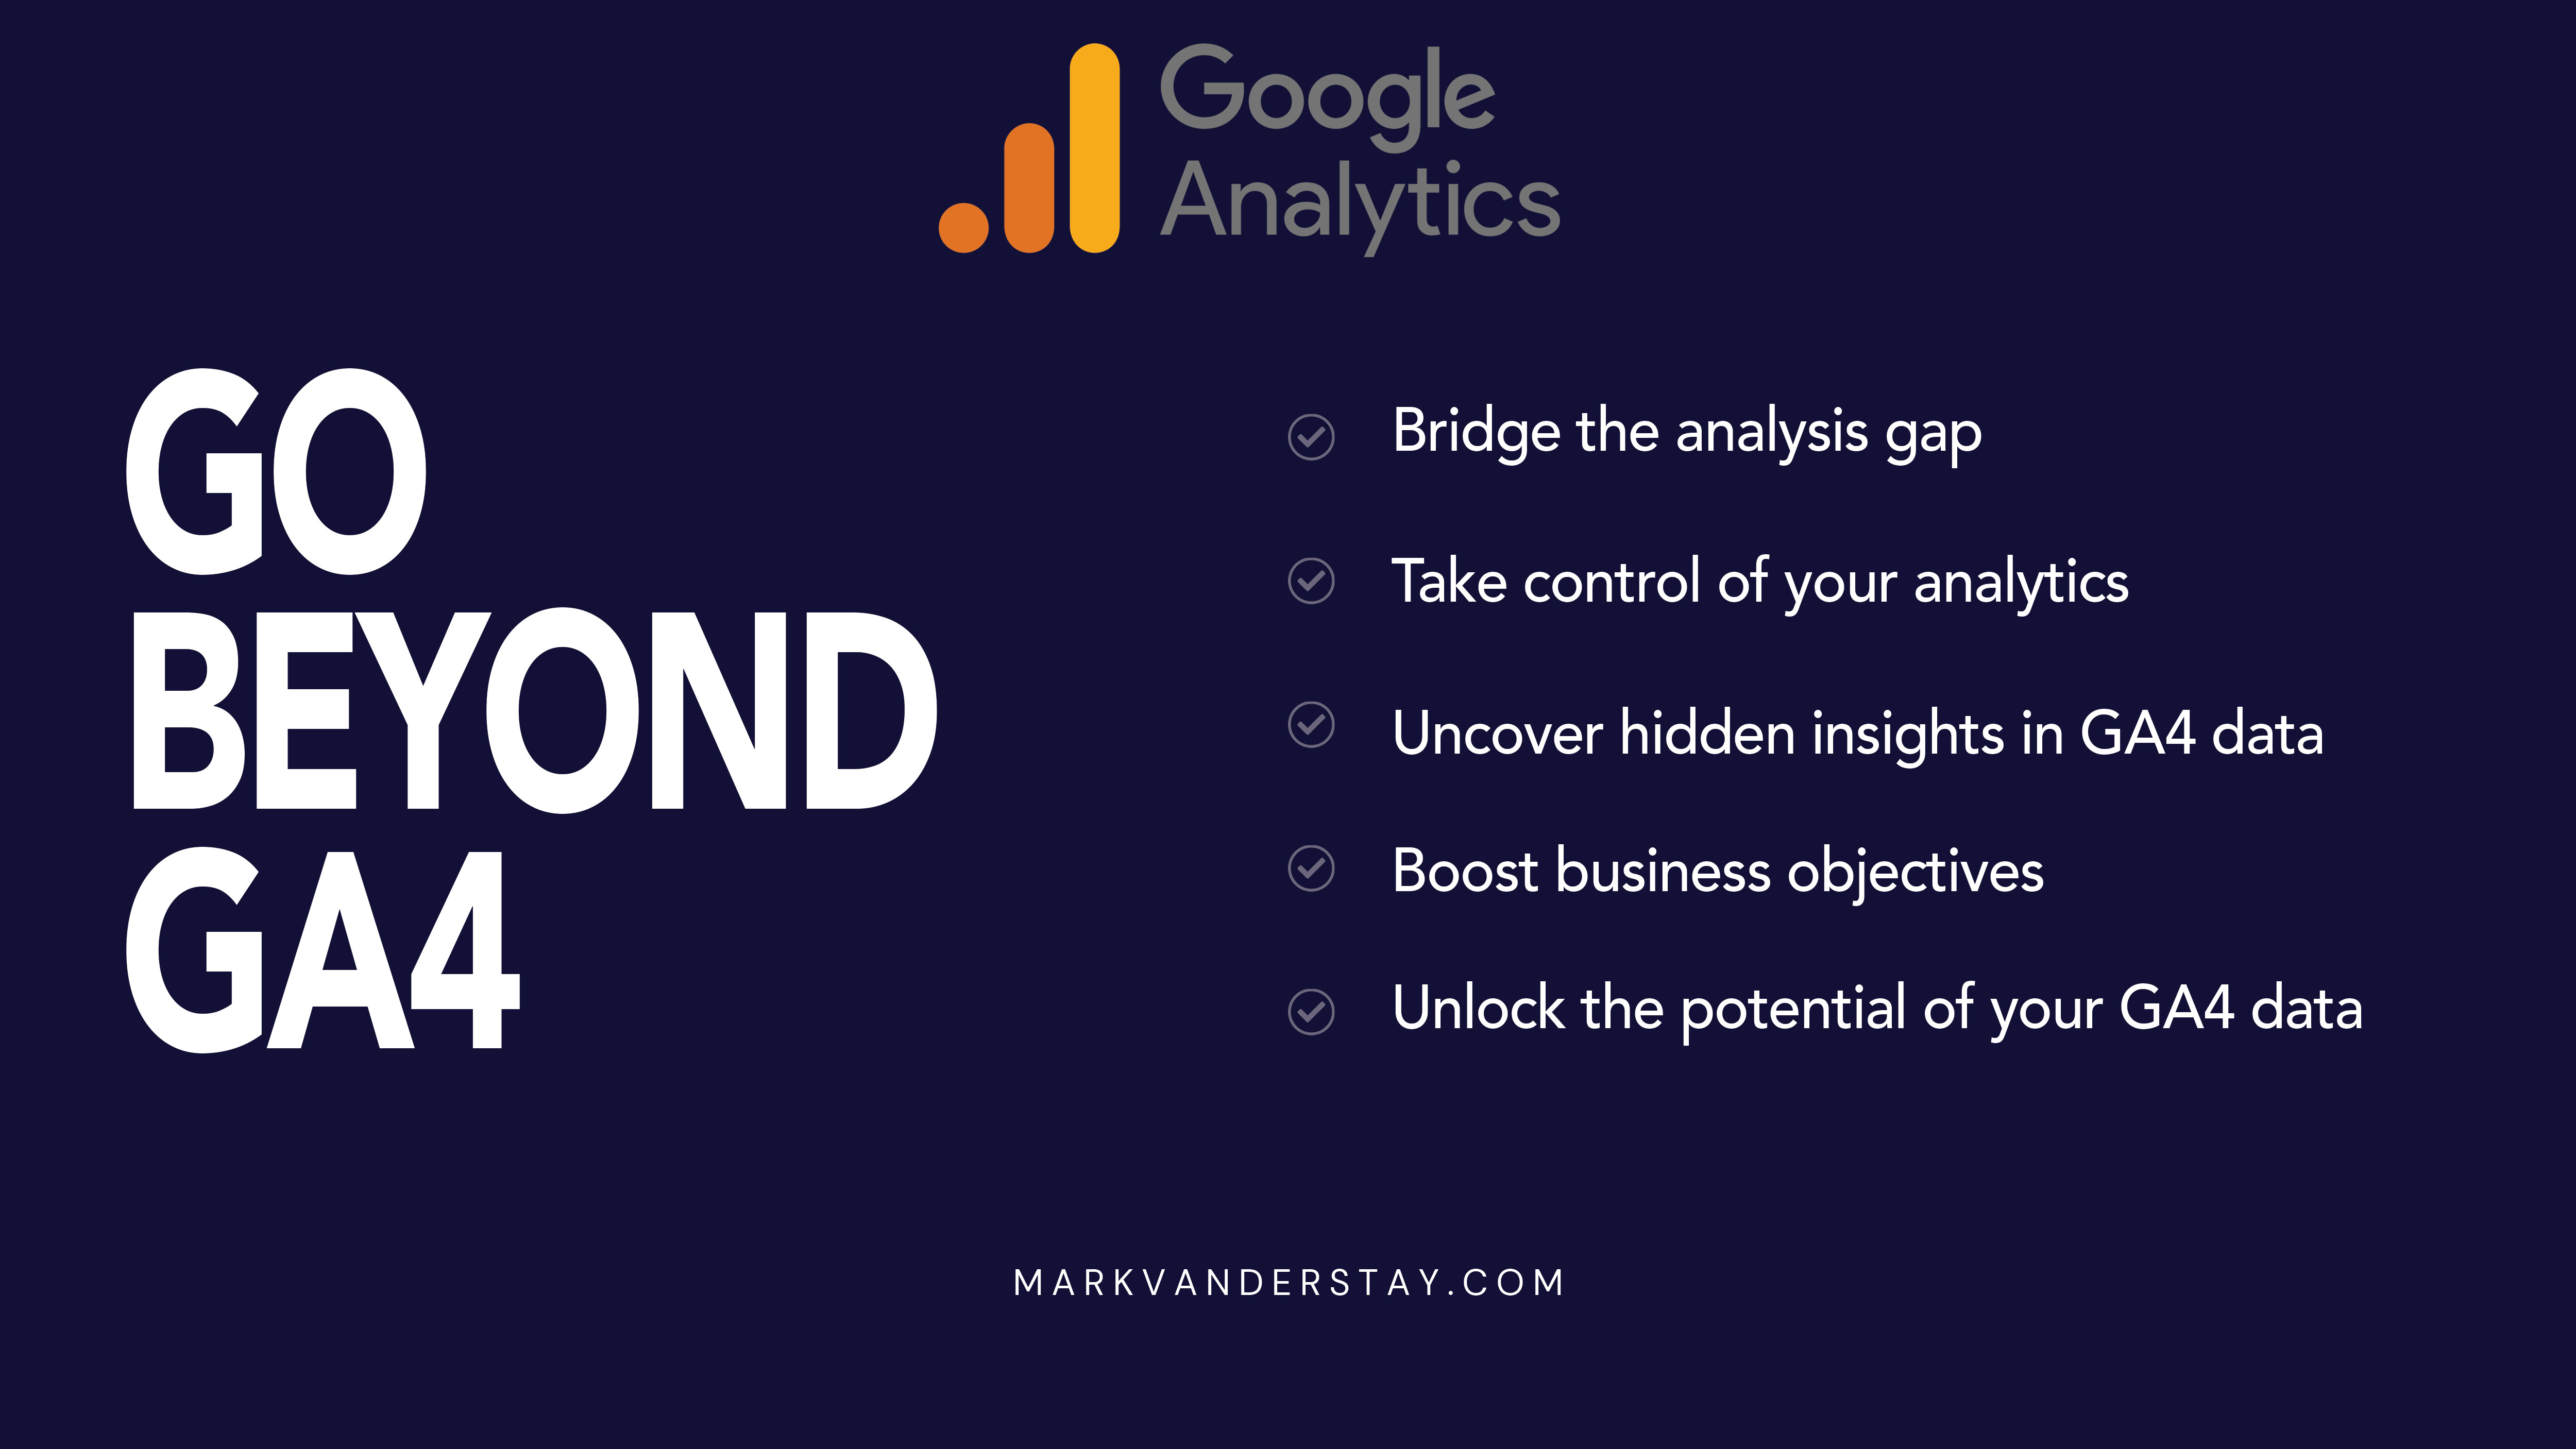 Google
Analytics
GO
BEYOND
GA4
Bridge the analysis gap
Take control of your analytics
Uncover hidden insights in GA4 data
Boost business objectives
Unlock the potential of your GA4 data
MARKVANDERSTAY.COM